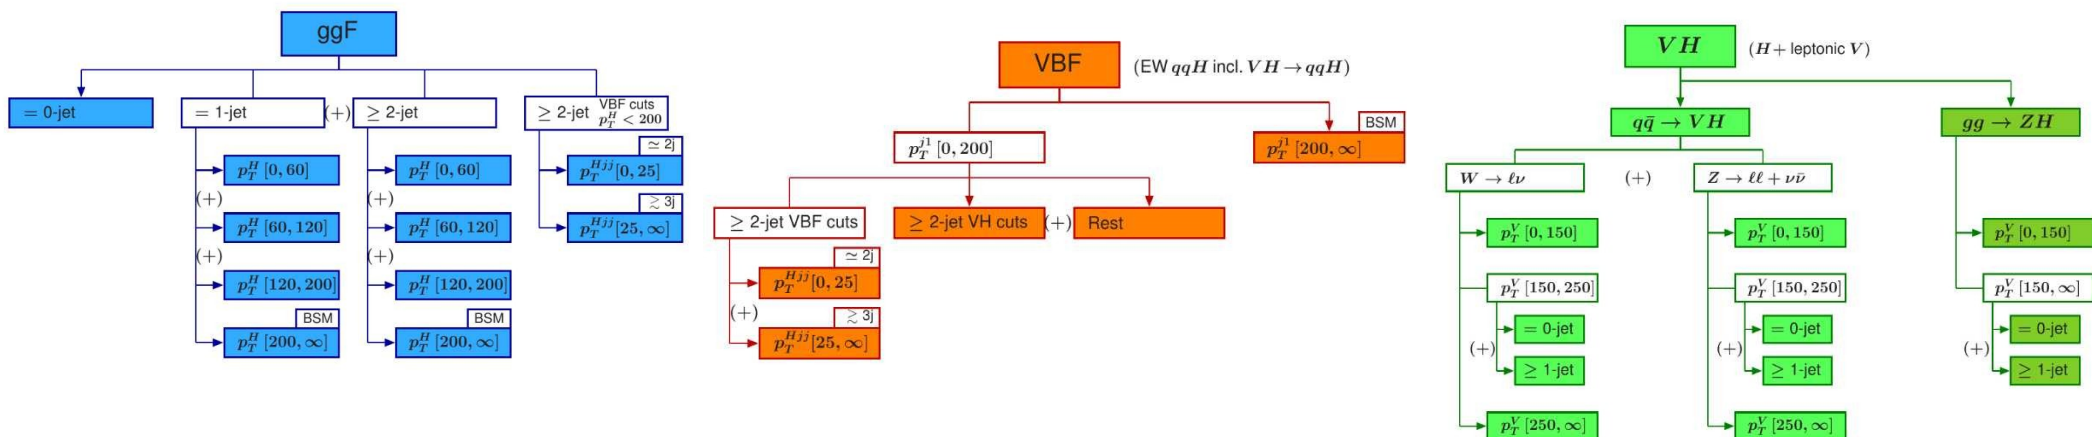 ggF
= 0-jet
= 1-jet
(+)
≥ 2-jet
≥ 2-jet VBF cuts
p_T^H < 200
p_T^H [0, 60]
(+)
p_T^H [60, 120]
(+)
p_T^H [120, 200]
BSM
p_T^H [200, ∞]
p_T^H [0, 60]
(+)
p_T^H [60, 120]
(+)
p_T^H [120, 200]
BSM
p_T^H [200, ∞]
≃ 2j
p_T^{Hjj} [0, 25]
≳ 3j
p_T^{Hjj} [25, ∞]
VBF
(EW qqH incl. VH → qqH)
p_T^{j1} [0, 200]
BSM
p_T^{j1} [200, ∞]
≥ 2-jet VBF cuts
≥ 2-jet VH cuts
(+)
Rest
≃ 2j
p_T^{Hjj} [0, 25]
(+)
≳ 3j
p_T^{Hjj} [25, ∞]
VH
(H+ leptonic V)
qq̄ → VH
gg → ZH
W → ℓν
(+)
Z → ℓℓ + νν̄
p_T^V [0, 150]
p_T^V [150, 250]
= 0-jet
(+)
≥ 1-jet
p_T^V [250, ∞]
p_T^V [0, 150]
p_T^V [150, 250]
= 0-jet
(+)
≥ 1-jet
p_T^V [250, ∞]
p_T^V [0, 150]
p_T^V [150, ∞]
= 0-jet
(+)
≥ 1-jet